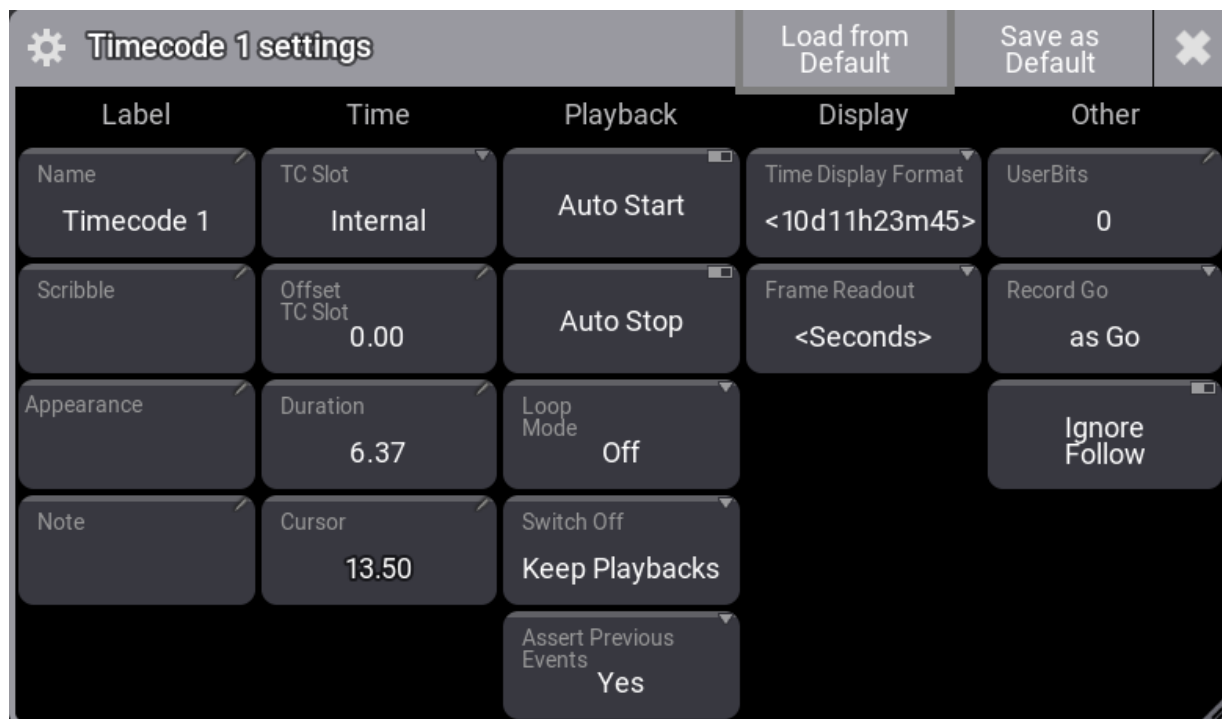 Timecode 1 settings
Load from
Default
Save as
Default
Label
Time
Playback
Display
Other
Name
Timecode 1
TC Slot
Internal
Auto Start
Time Display Format
<10d11h23m45>
UserBits
0
Scribble
Offset
TC Slot
0.00
Auto Stop
Frame Readout
<Seconds>
Record Go
as Go
Appearance
Duration
6.37
Loop
Mode
Off
Ignore
Follow
Note
Cursor
13.50
Switch Off
Keep Playbacks
Assert Previous
Events
Yes